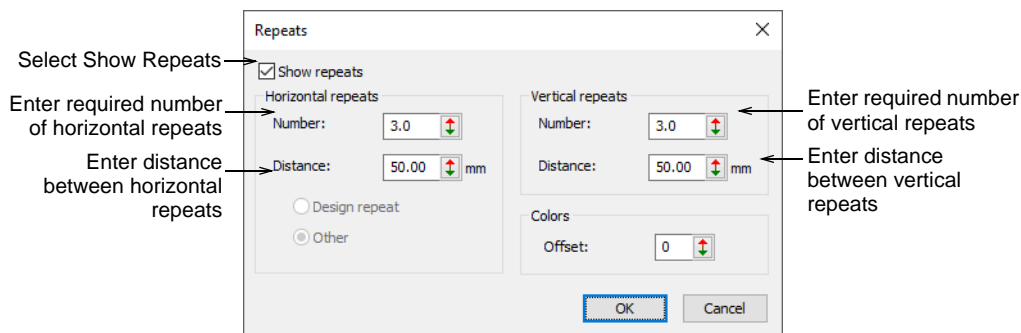 Repeats
Select Show Repeats
Show repeats
Enter required number
of horizontal repeats
Horizontal repeats
Number:
3.0
Enter distance
between horizontal
repeats
Distance:
50.00
mm
Design repeat
Other
Vertical repeats
Number:
3.0
Enter required number
of vertical repeats
Distance:
50.00
mm
Enter distance
between vertical
repeats
Colors
Offset:
0
OK
Cancel